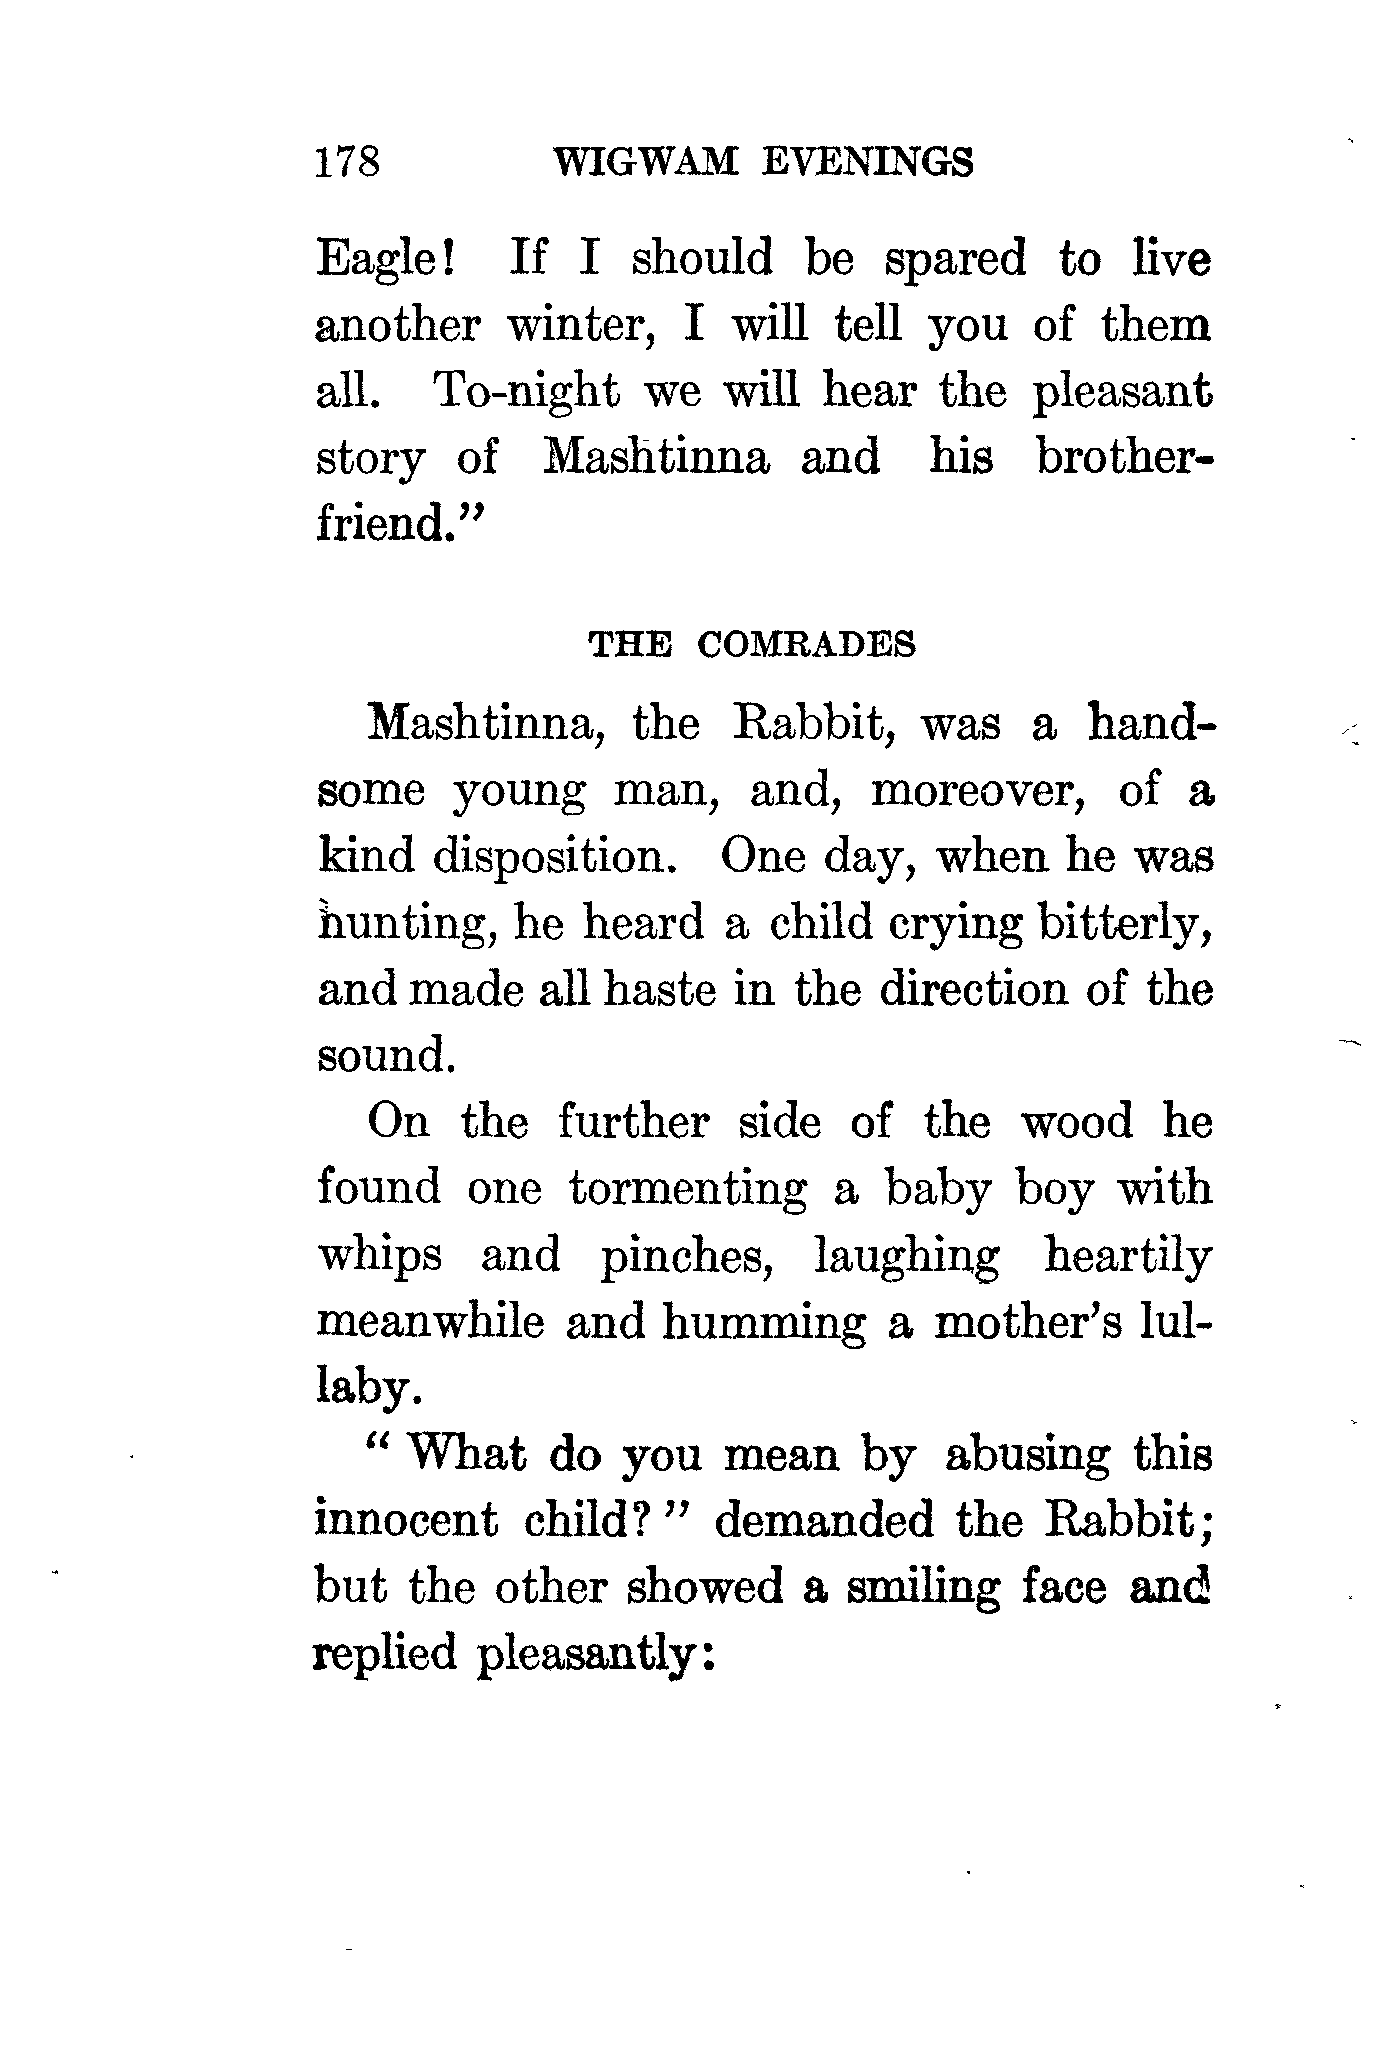 178 WIGWAM EVENINGS
Eagle! If I should be spared to live
another winter, I will tell you of them
all. To-night we will hear the pleasant
story of Mashtinna and his brother-
friend.”
THE COMRADES
Mashtinna, the Rabbit, was a hand-
some young man, and, moreover, of a
kind disposition. One day, when he was
hunting, he heard a child crying bitterly,
and made all haste in the direction of the
sound.
On the further side of the wood he
found one tormenting a baby boy with
whips and pinches, laughing heartily
meanwhile and humming a mother's lul-
laby.
“ What do you mean by abusing this
innocent child? ” demanded the Rabbit;
but the other showed a smiling face and
replied pleasantly: